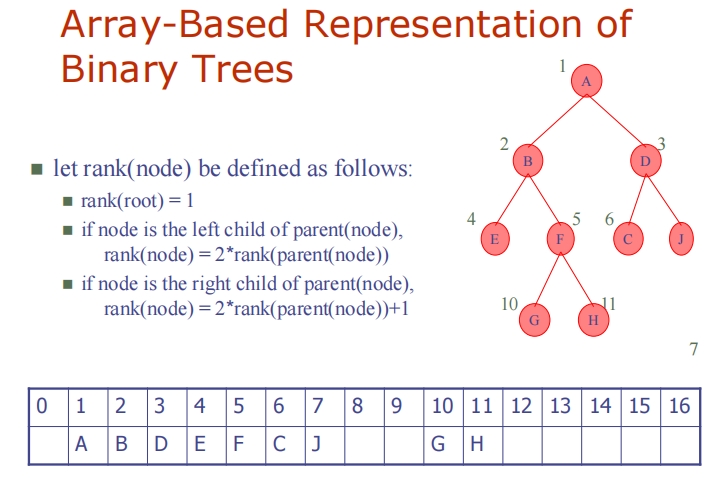 Array-Based Representation of
Binary Trees
let rank(node) be defined as follows:
rank(root) = 1
if node is the left child of parent(node),
rank(node) = 2*rank(parent(node))
if node is the right child of parent(node),
rank(node) = 2*rank(parent(node))+1
1
A
2
3
B
D
4
5
6
E
F
C
J
10
11
G
H
7
0 1 2 3 4 5 6 7 8 9 10 11 12 13 14 15 16
A B D E F C J G H